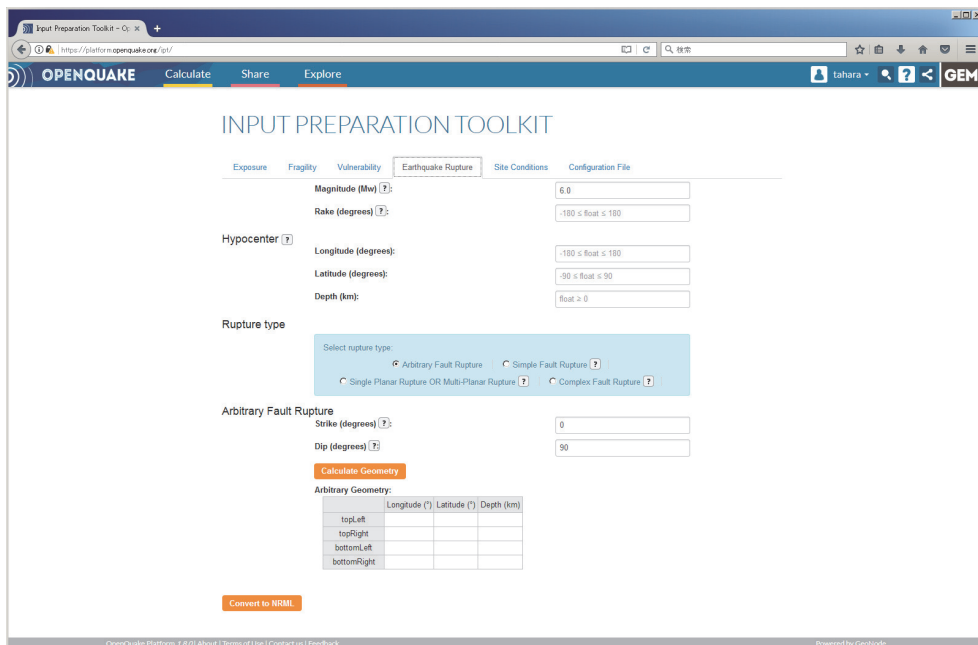 Input Preparation Toolkit - Op × +
https://platform.openquake.org/ipt/
検索
OPENQUAKE Calculate Share Explore tahara ? GEM
INPUT PREPARATION TOOLKIT
Exposure Fragility Vulnerability Earthquake Rupture Site Conditions Configuration File
Magnitude (Mw) ?: 6.0
Rake (degrees) ?: -180 ≤ float ≤ 180
Hypocenter ?
Longitude (degrees): -180 ≤ float ≤ 180
Latitude (degrees): -90 ≤ float ≤ 90
Depth (km): float ≥ 0
Rupture type
Select rupture type:
Arbitrary Fault Rupture Simple Fault Rupture ?
Single Planar Rupture OR Multi-Planar Rupture ? Complex Fault Rupture ?
Arbitrary Fault Rupture
Strike (degrees) ?: 0
Dip (degrees) ?: 90
Calculate Geometry
Arbitrary Geometry:
Longitude (°) Latitude (°) Depth (km)
topLeft
topRight
bottomLeft
bottomRight
Convert to NRML
OpenQuake Platform 1.8.0 | About | Terms of Use | Contact us | Feedback Powered by GeoNode